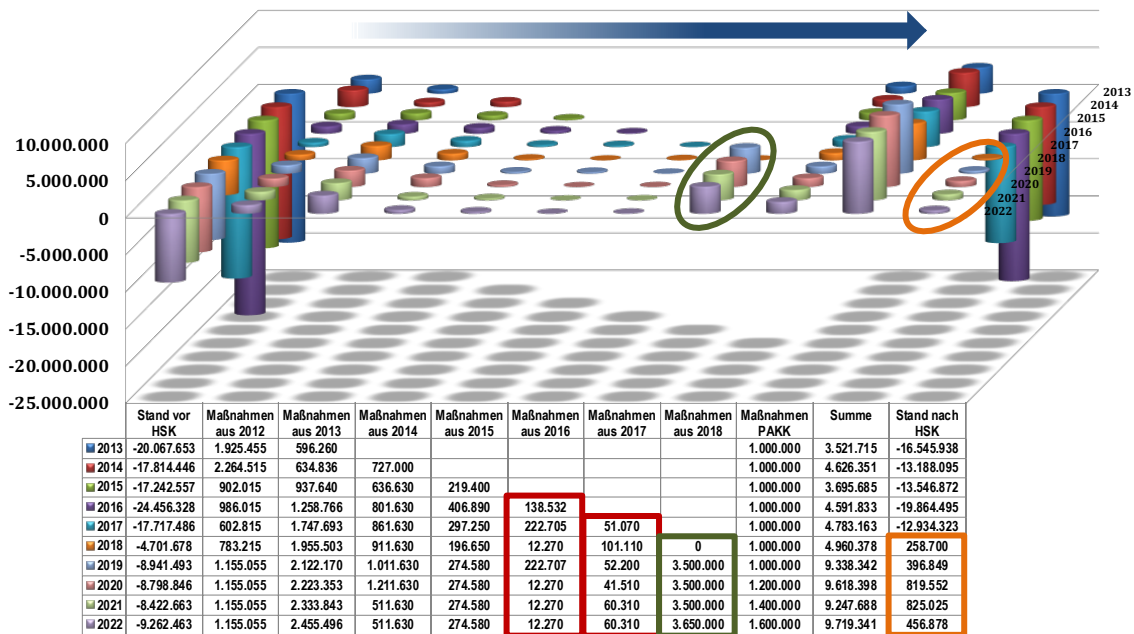 2013
2014
2015
2016
2017
2018
2019
2020
2021
2022
10.000.000
5.000.000
0
-5.000.000
-10.000.000
-15.000.000
-20.000.000
-25.000.000
Stand vor HSK Maßnahmen aus 2012 Maßnahmen aus 2013 Maßnahmen aus 2014 Maßnahmen aus 2015 Maßnahmen aus 2016 Maßnahmen aus 2017 Maßnahmen aus 2018 Maßnahmen PAKK Summe Stand nach HSK
2013 -20.067.653 1.925.455 596.260 1.000.000 3.521.715 -16.545.938
2014 -17.814.446 2.264.515 634.836 727.000 1.000.000 4.626.351 -13.188.095
2015 -17.242.557 902.015 937.640 636.630 219.400 1.000.000 3.695.685 -13.546.872
2016 -24.456.328 986.015 1.258.766 801.630 406.890 138.532 1.000.000 4.591.833 -19.864.495
2017 -17.717.486 602.815 1.747.693 861.630 297.250 222.705 51.070 1.000.000 4.783.163 -12.934.323
2018 -4.701.678 783.215 1.955.503 911.630 196.650 12.270 101.110 0 1.000.000 4.960.378 258.700
2019 -8.941.493 1.155.055 2.122.170 1.011.630 274.580 222.707 52.200 3.500.000 1.000.000 9.338.342 396.849
2020 -8.798.846 1.155.055 2.223.353 1.211.630 274.580 12.270 41.510 3.500.000 1.200.000 9.618.398 819.552
2021 -8.422.663 1.155.055 2.333.843 511.630 274.580 12.270 60.310 3.500.000 1.400.000 9.247.688 825.025
2022 -9.262.463 1.155.055 2.455.496 511.630 274.580 12.270 60.310 3.650.000 1.600.000 9.719.341 456.878